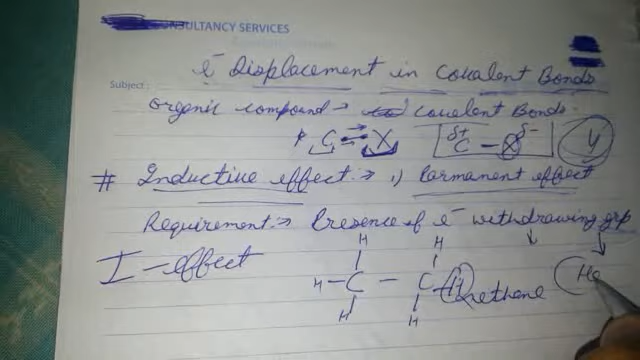 CONSULTANCY SERVICES
e⁻ Displacement in Covalent Bonds
Subject :
organic compound → Covalent Bonds.
C ⇄ X δ+ C — X δ- Y
# Inductive effect :→ 1) Permanent effect
Requirement :→ Presence of e⁻ withdrawing grp
I - effect
H H
H - C - C - H ethane
H H